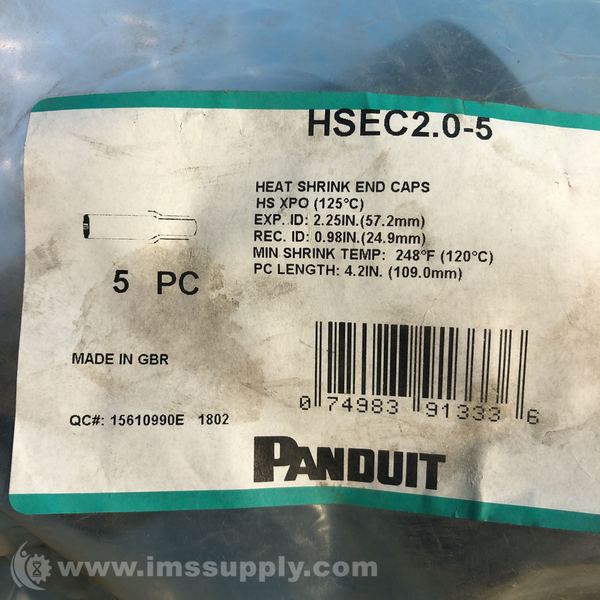 HSEC2.0-5
HEAT SHRINK END CAPS
HS XPO (125°C)
EXP. ID: 2.25IN.(57.2mm)
REC. ID: 0.98IN.(24.9mm)
MIN SHRINK TEMP: 248°F (120°C)
PC LENGTH: 4.2IN. (109.0mm)
5 PC
MADE IN GBR
0 74983 91333 6
QC#: 15610990E 1802
PANDUIT
www.imssupply.com